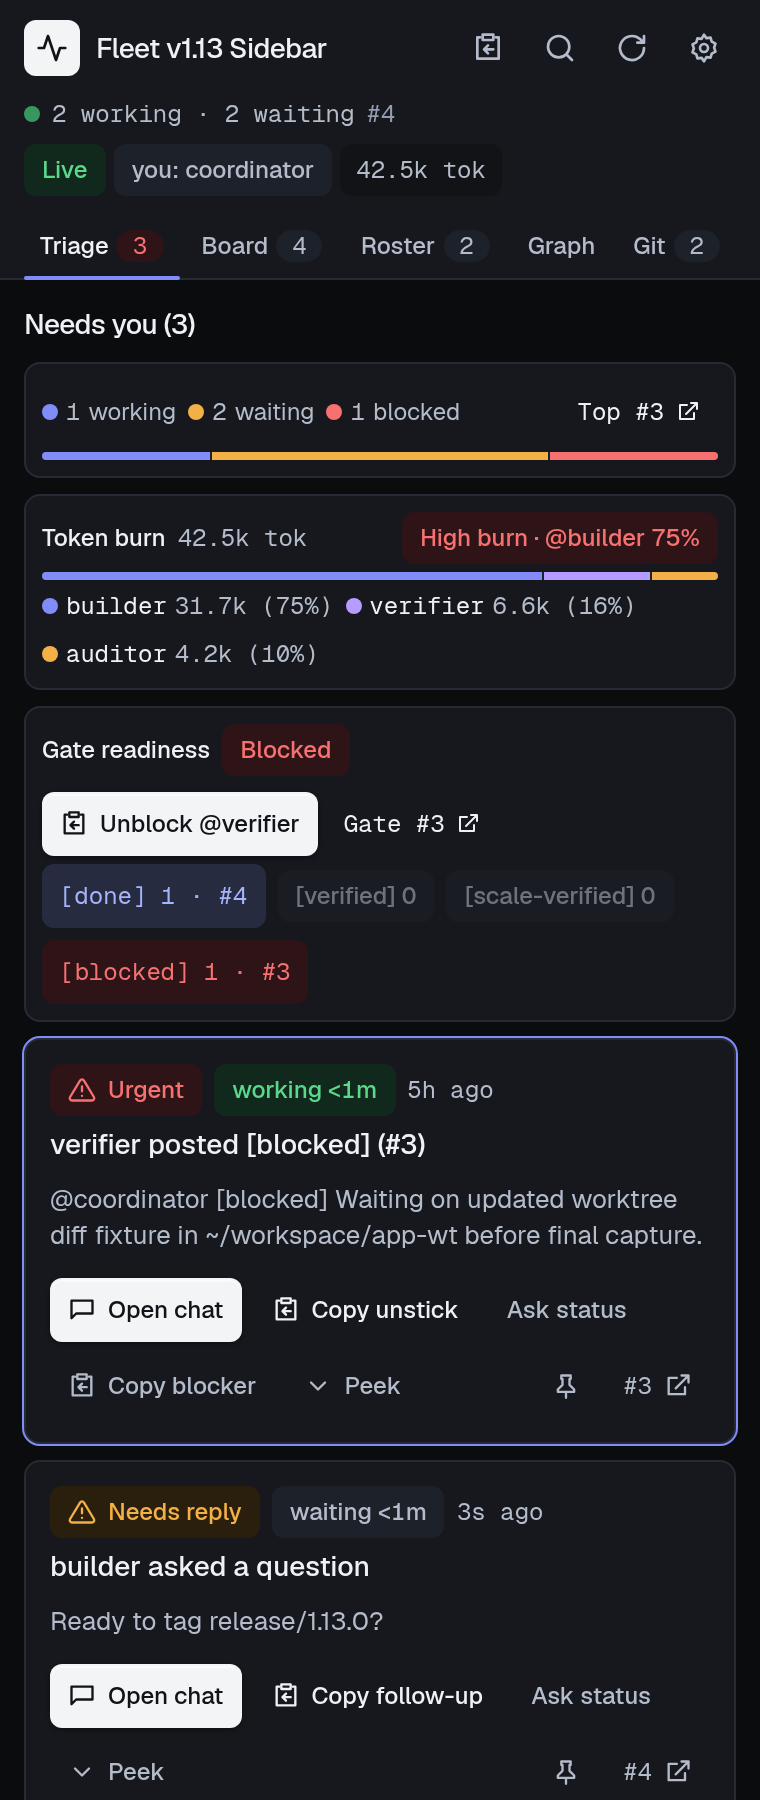 Fleet v1.13 Sidebar
2 working · 2 waiting #4
Live you: coordinator 42.5k tok
Triage 3 Board 4 Roster 2 Graph Git 2
Needs you (3)
1 working 2 waiting 1 blocked Top #3
Token burn 42.5k tok High burn · @builder 75%
builder 31.7k (75%) verifier 6.6k (16%)
auditor 4.2k (10%)
Gate readiness Blocked
Unblock @verifier Gate #3
[done] 1 · #4 [verified] 0 [scale-verified] 0
[blocked] 1 · #3
Urgent working <1m 5h ago
verifier posted [blocked] (#3)
@coordinator [blocked] Waiting on updated worktree
diff fixture in ~/workspace/app-wt before final capture.
Open chat Copy unstick Ask status
Copy blocker Peek #3
Needs reply waiting <1m 3s ago
builder asked a question
Ready to tag release/1.13.0?
Open chat Copy follow-up Ask status
Peek #4